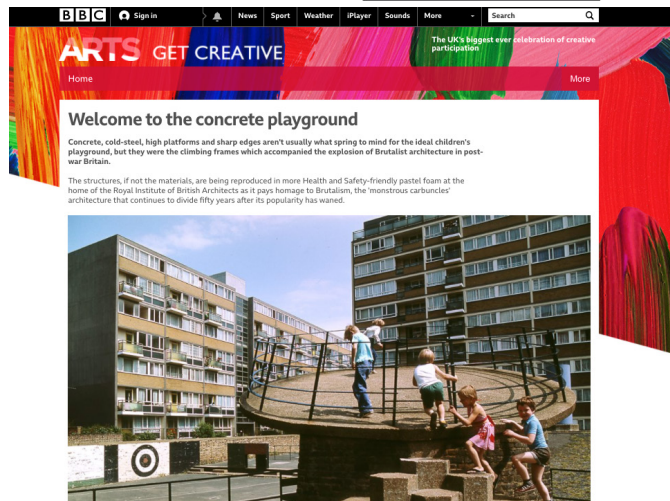 BBC Sign in News Sport Weather iPlayer Sounds More Search
ARTS GET CREATIVE
The UK's biggest ever celebration of creative
participation
Home More
Welcome to the concrete playground
Concrete, cold-steel, high platforms and sharp edges aren't usually what spring to mind for the ideal children's
playground, but they were the climbing frames which accompanied the explosion of Brutalist architecture in post-
war Britain.
The structures, if not the materials, are being reproduced in more Health and Safety-friendly pastel foam at the
home of the Royal Institute of British Architects as it pays homage to Brutalism, the 'monstrous carbuncles'
architecture that continues to divide fifty years after its popularity has waned.